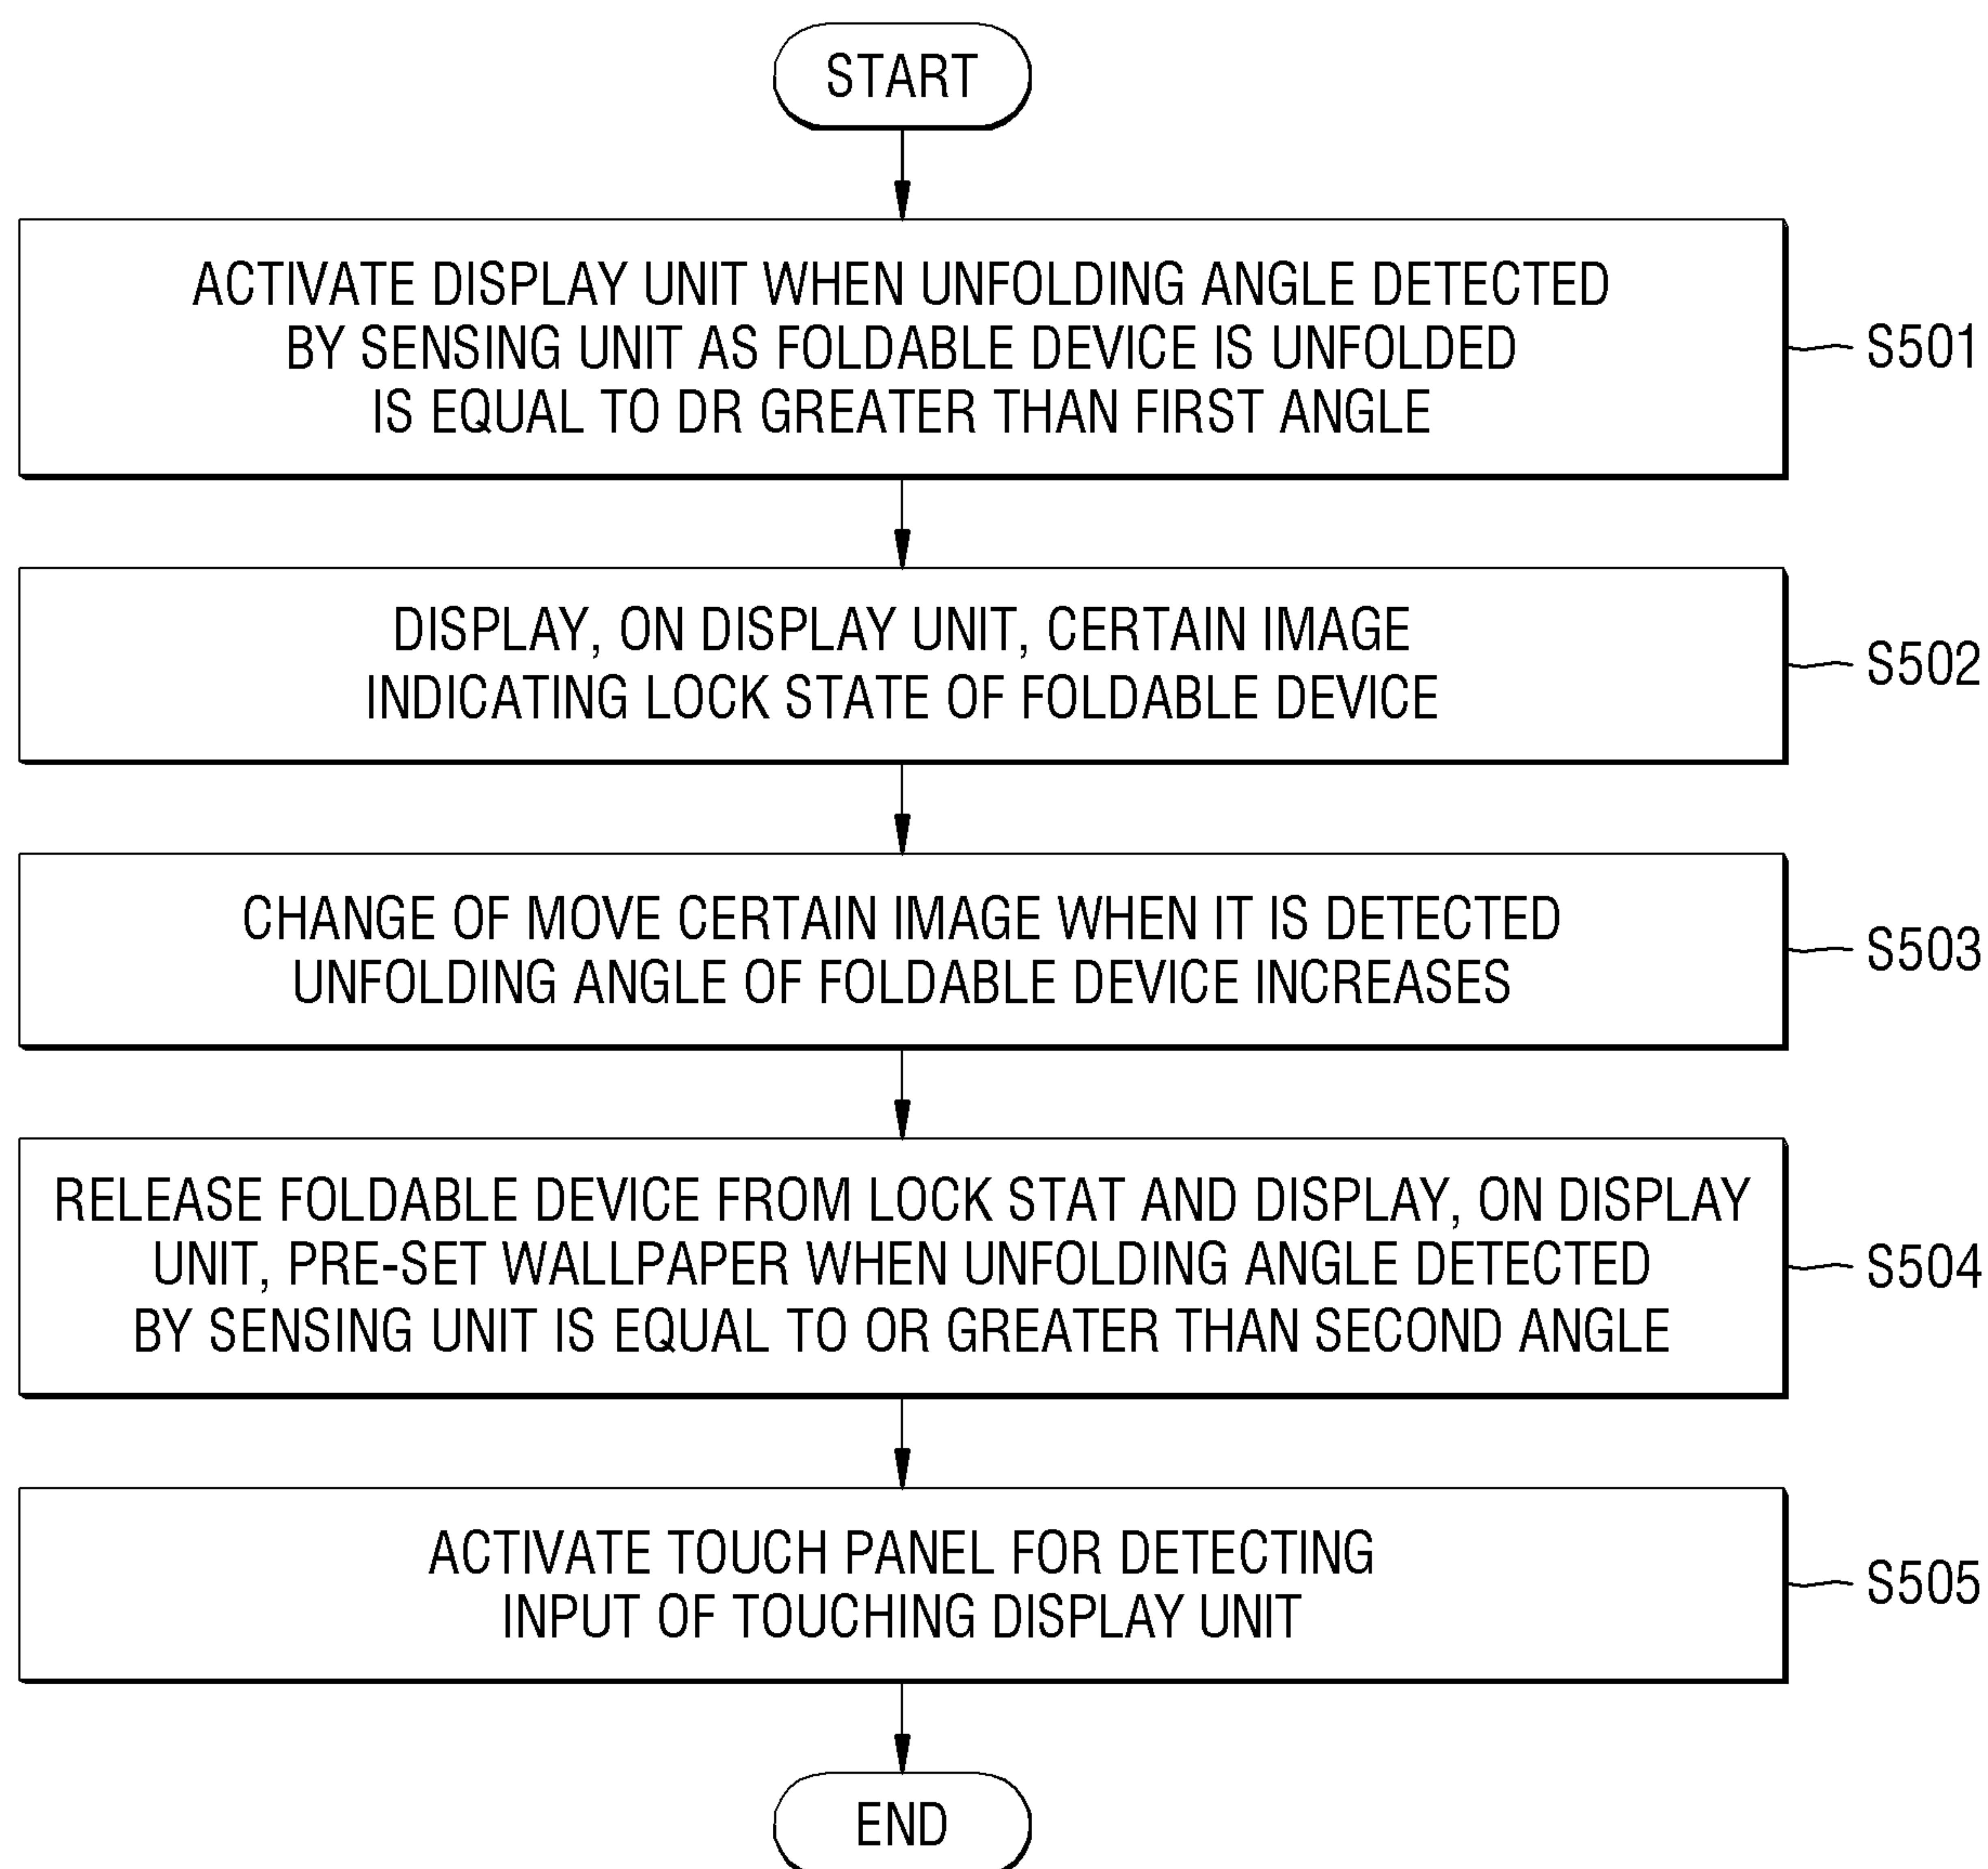 START
ACTIVATE DISPLAY UNIT WHEN UNFOLDING ANGLE DETECTED
BY SENSING UNIT AS FOLDABLE DEVICE IS UNFOLDED
IS EQUAL TO DR GREATER THAN FIRST ANGLE
S501
DISPLAY, ON DISPLAY UNIT, CERTAIN IMAGE
INDICATING LOCK STATE OF FOLDABLE DEVICE
S502
CHANGE OF MOVE CERTAIN IMAGE WHEN IT IS DETECTED
UNFOLDING ANGLE OF FOLDABLE DEVICE INCREASES
S503
RELEASE FOLDABLE DEVICE FROM LOCK STAT AND DISPLAY, ON DISPLAY
UNIT, PRE-SET WALLPAPER WHEN UNFOLDING ANGLE DETECTED
BY SENSING UNIT IS EQUAL TO OR GREATER THAN SECOND ANGLE
S504
ACTIVATE TOUCH PANEL FOR DETECTING
INPUT OF TOUCHING DISPLAY UNIT
S505
END